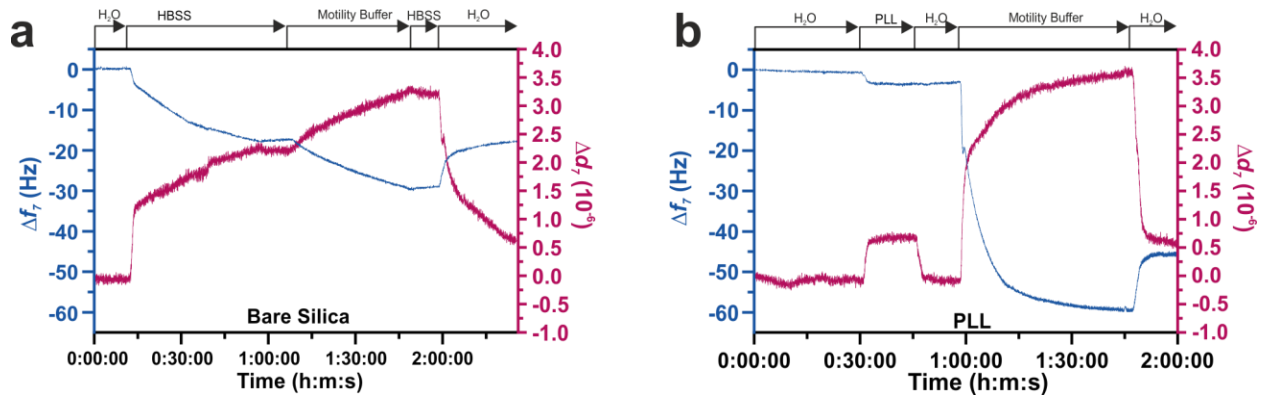 a
H₂O HBSS Motility Buffer HBSS H₂O
0
-10
-20
-30
-40
-50
-60
Δf₇ (Hz)
4.0
3.5
3.0
2.5
2.0
1.5
1.0
0.5
0.0
-0.5
-1.0
Δd₇ (10⁻⁶)
Bare Silica
0:00:00 0:30:00 1:00:00 1:30:00 2:00:00
Time (h:m:s)
b
H₂O PLL H₂O Motility Buffer H₂O
0
-10
-20
-30
-40
-50
-60
Δf₇ (Hz)
4.0
3.5
3.0
2.5
2.0
1.5
1.0
0.5
0.0
-0.5
-1.0
Δd₇ (10⁻⁶)
PLL
0:00:00 0:30:00 1:00:00 1:30:00 2:00:00
Time (h:m:s)